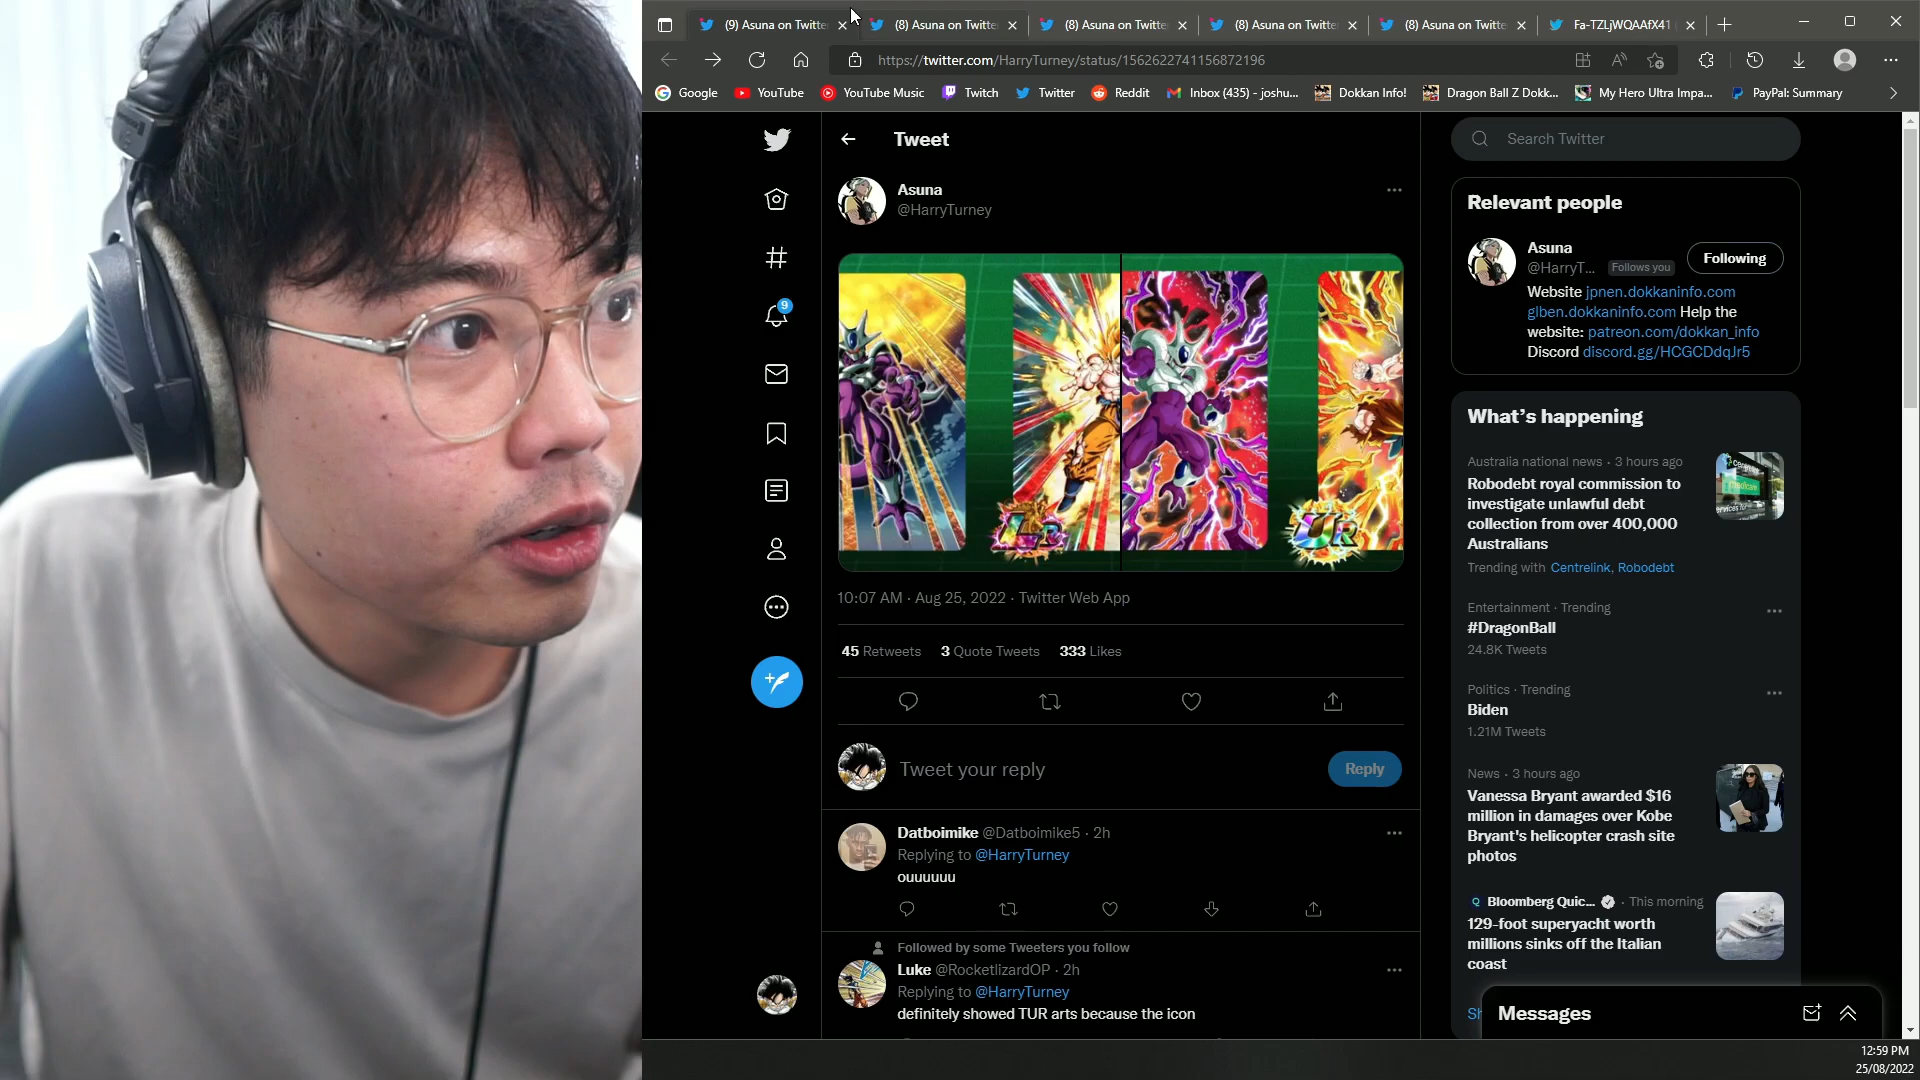 (9) Asuna on Twitte
(8) Asuna on Twitte
(8) Asuna on Twitte
(8) Asuna on Twitte
(8) Asuna on Twitte
Fa-TZLjWQAAfX41
https://twitter.com/HarryTurney/status/1562622741156872196
Google
YouTube
YouTube Music
Twitch
Twitter
Reddit
Inbox (435) - joshu...
Dokkan Info!
Dragon Ball Z Dokk...
My Hero Ultra Impa...
PayPal: Summary
Tweet
Asuna
@HarryTurney
LR
UR
10:07 AM · Aug 25, 2022 · Twitter Web App
45 Retweets 3 Quote Tweets 333 Likes
Tweet your reply
Reply
Datboimike @Datboimike5 · 2h
Replying to @HarryTurney
ouuuuuu
Followed by some Tweeters you follow
Luke @RocketlizardOP · 2h
Replying to @HarryTurney
definitely showed TUR arts because the icon
9
Search Twitter
Relevant people
Asuna
@HarryT... Follows you
Following
Website jpnen.dokkaninfo.com
glben.dokkaninfo.com Help the
website: patreon.com/dokkan_info
Discord discord.gg/HCGCDdqJr5
What's happening
Australia national news · 3 hours ago
Robodebt royal commission to
investigate unlawful debt
collection from over 400,000
Australians
Trending with Centrelink, Robodebt
Entertainment · Trending
#DragonBall
24.8K Tweets
Politics · Trending
Biden
1.21M Tweets
News · 3 hours ago
Vanessa Bryant awarded $16
million in damages over Kobe
Bryant's helicopter crash site
photos
Bloomberg Quic... · This morning
129-foot superyacht worth
millions sinks off the Italian
coast
Sh
Messages
12:59 PM
25/08/2022